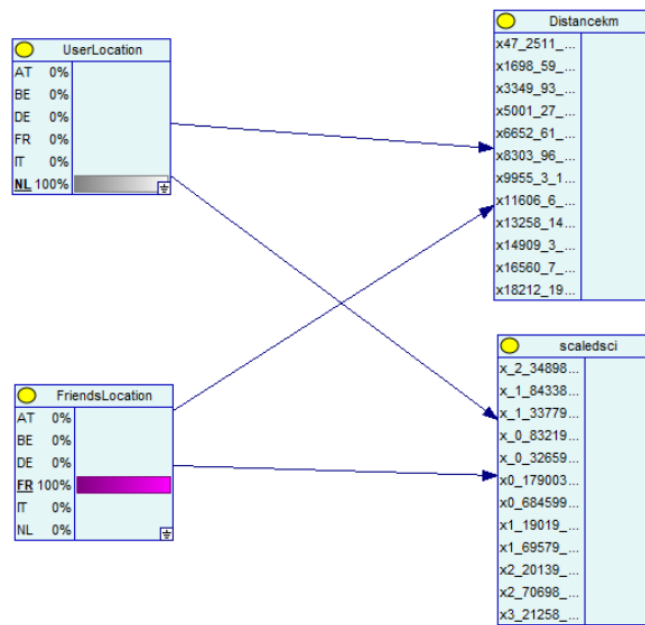 UserLocation
AT 0%
BE 0%
DE 0%
FR 0%
IT 0%
NL 100%
Distancekm
x47_2511_...
x1698_59_...
x3349_93_...
x5001_27_...
x6652_61_...
x8303_96_...
x9955_3_1...
x11606_6_...
x13258_14...
x14909_3_...
x16560_7_...
x18212_19...
FriendsLocation
AT 0%
BE 0%
DE 0%
FR 100%
IT 0%
NL 0%
scaledsci
x_2_34898...
x_1_84338...
x_1_33779...
x_0_83219...
x_0_32659...
x0_179003...
x0_684599...
x1_19019_...
x1_69579_...
x2_20139_...
x2_70698_...
x3_21258_...